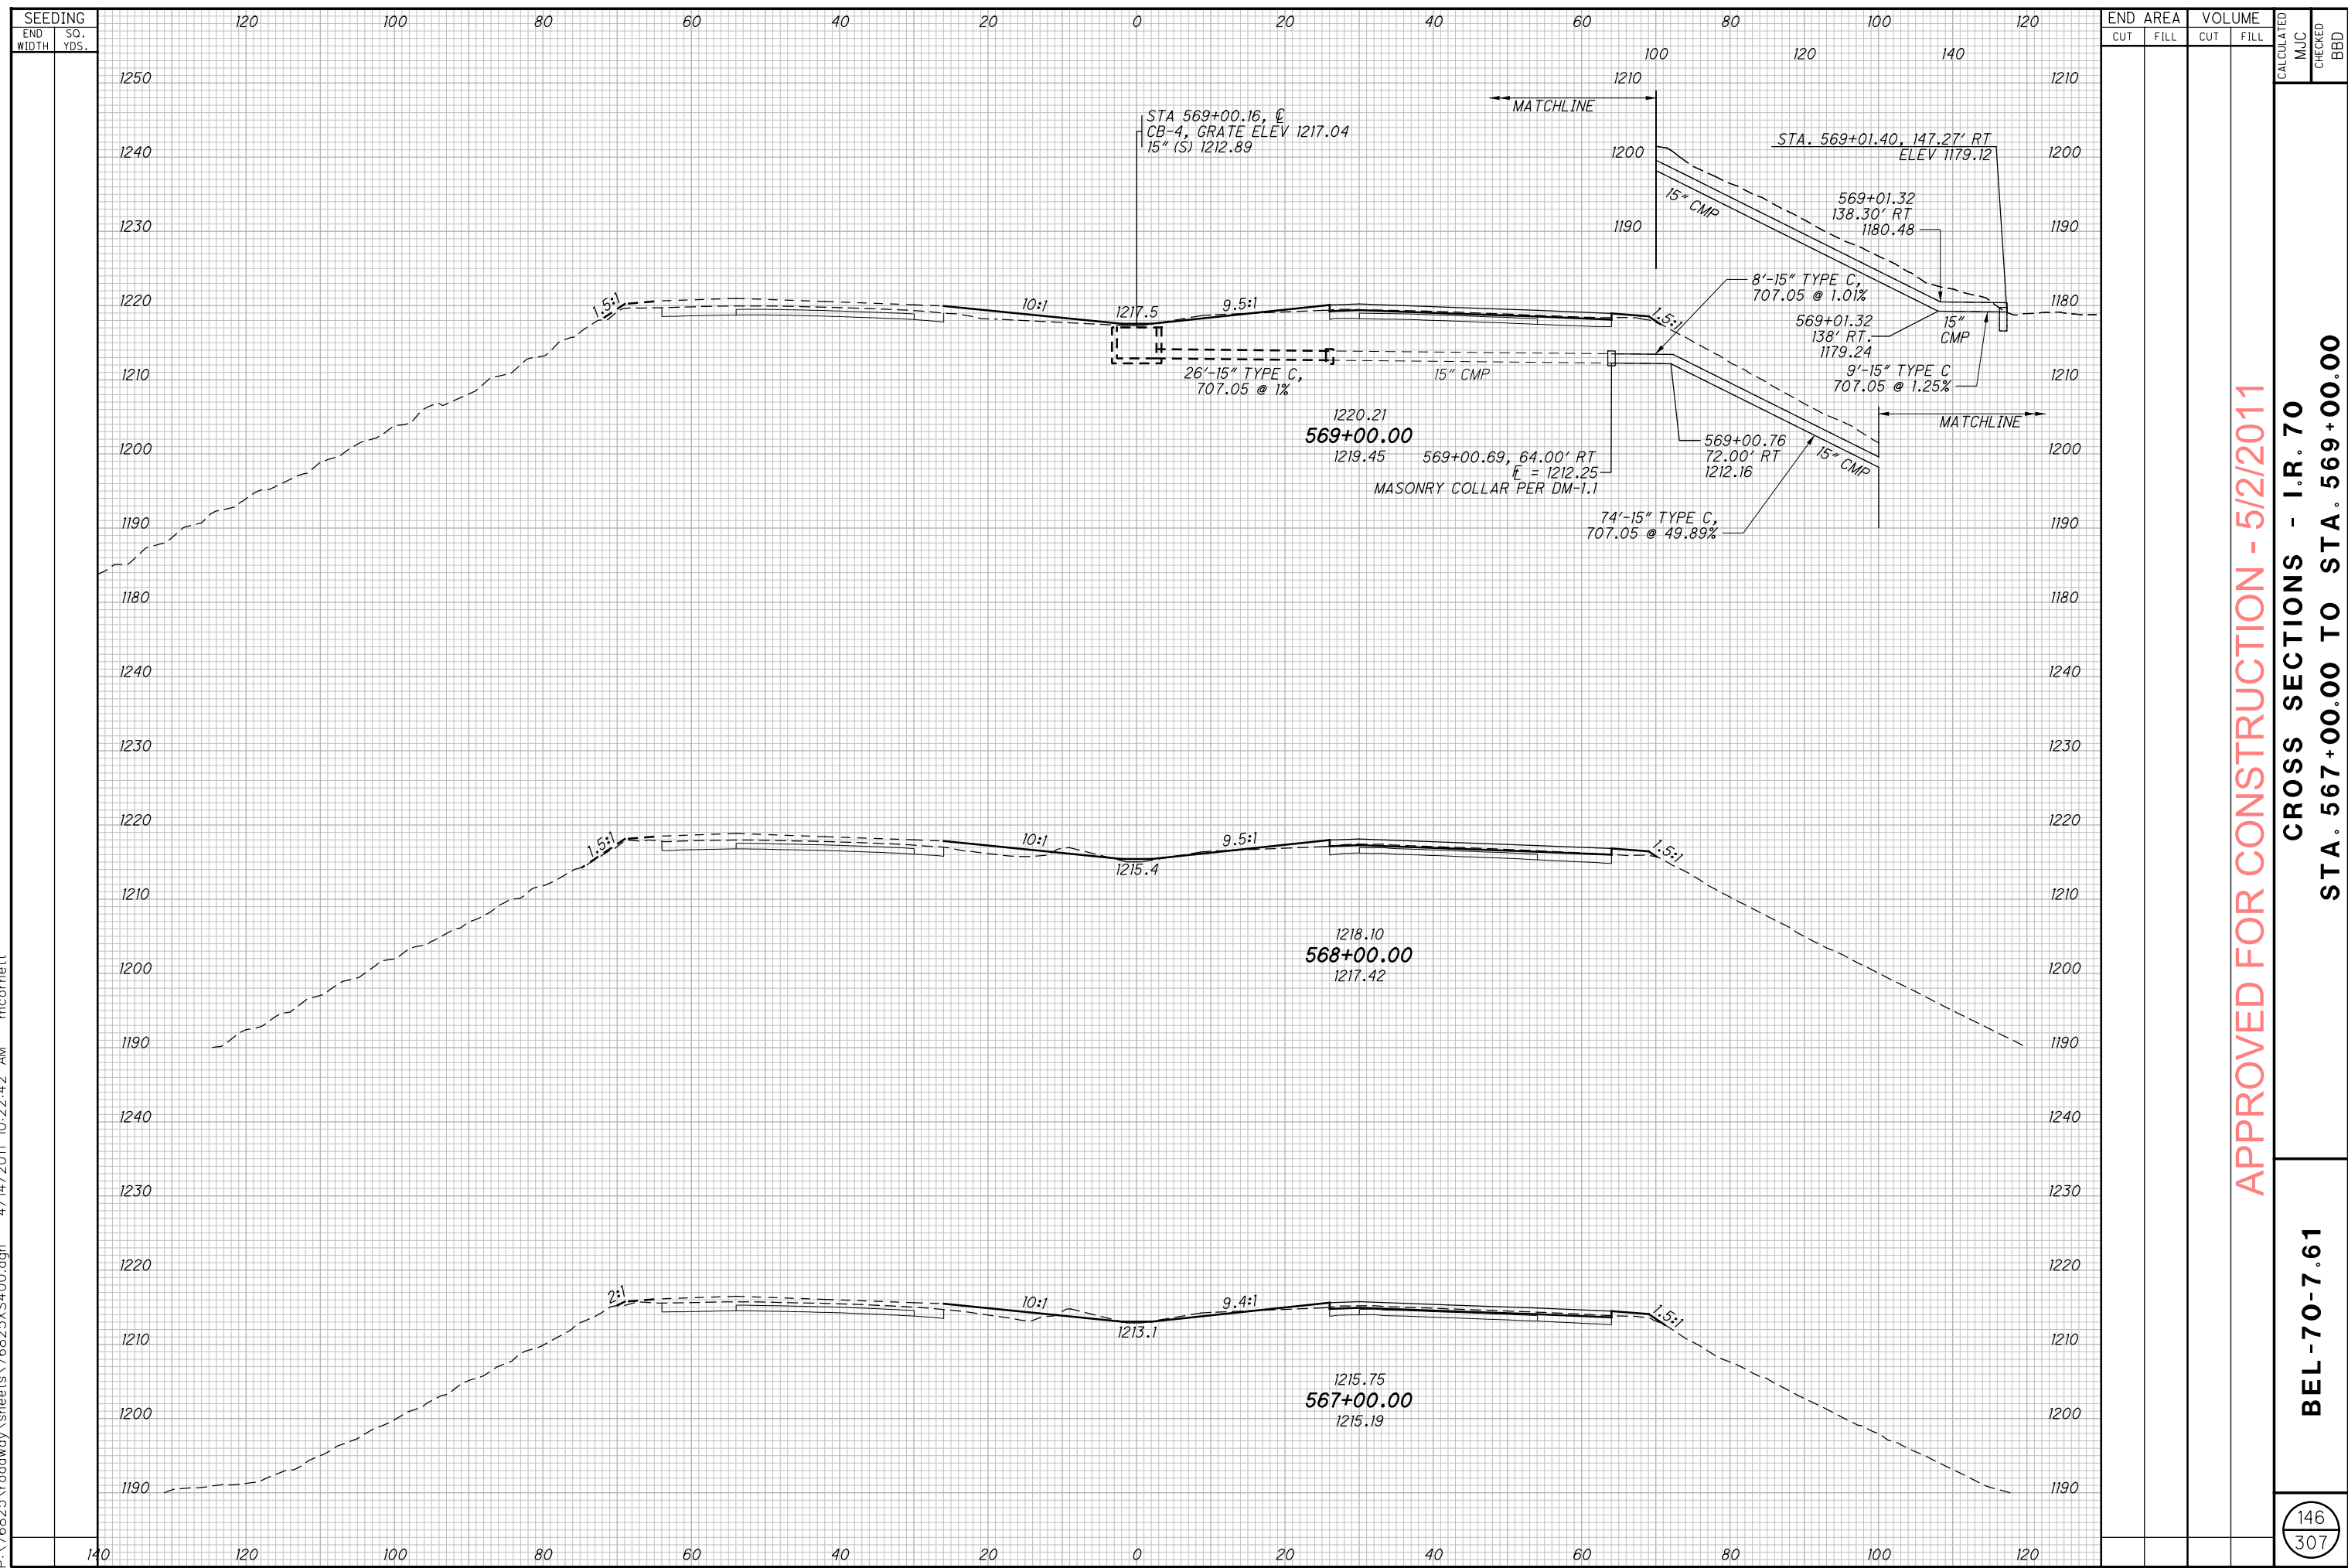 SEEDING
END WIDTH
SQ. YDS.
120 100 80 60 40 20 0 20 40 60 80 100 120
END AREA
VOLUME
CUT FILL CUT FILL
CALCULATED
MJC
CHECKED
BBD
100 120 140
1250
1210
1210
MATCHLINE
STA 569+00.16, ℄
CB-4, GRATE ELEV 1217.04
15" (S) 1212.89
STA. 569+01.40, 147.27' RT
ELEV 1179.12
1240
1200
1200
15" CMP
569+01.32
138.30' RT
1180.48
1230
1190
1190
8'-15" TYPE C,
707.05 @ 1.01%
1220
1.5:1
10:1
1217.5
9.5:1
1.5:1
1180
569+01.32
138' RT.
1179.24
15"
CMP
9'-15" TYPE C
707.05 @ 1.25%
1210
26'-15" TYPE C,
707.05 @ 1%
15" CMP
1210
1220.21
569+00.00
1219.45
MATCHLINE
1200
569+00.69, 64.00' RT
FL = 1212.25
MASONRY COLLAR PER DM-1.1
569+00.76
72.00' RT
1212.16
15" CMP
1200
1190
74'-15" TYPE C,
707.05 @ 49.89%
1190
1180
1180
1240
1240
1230
1230
1220
1.5:1
10:1
1215.4
9.5:1
1.5:1
1220
1210
1210
1218.10
568+00.00
1217.42
1200
1200
1190
1190
1240
1240
1230
1230
1220
2:1
10:1
1213.1
9.4:1
1.5:1
1220
1210
1210
1215.75
567+00.00
1215.19
1200
1200
1190
1190
140 120 100 80 60 40 20 0 20 40 60 80 100 120
APPROVED FOR CONSTRUCTION - 5/2/2011
CROSS SECTIONS - I.R. 70
STA. 567+00.00 TO STA. 569+00.00
BEL-70-7.61
146
307
4/14/2011 10:22:42 AM mcornell